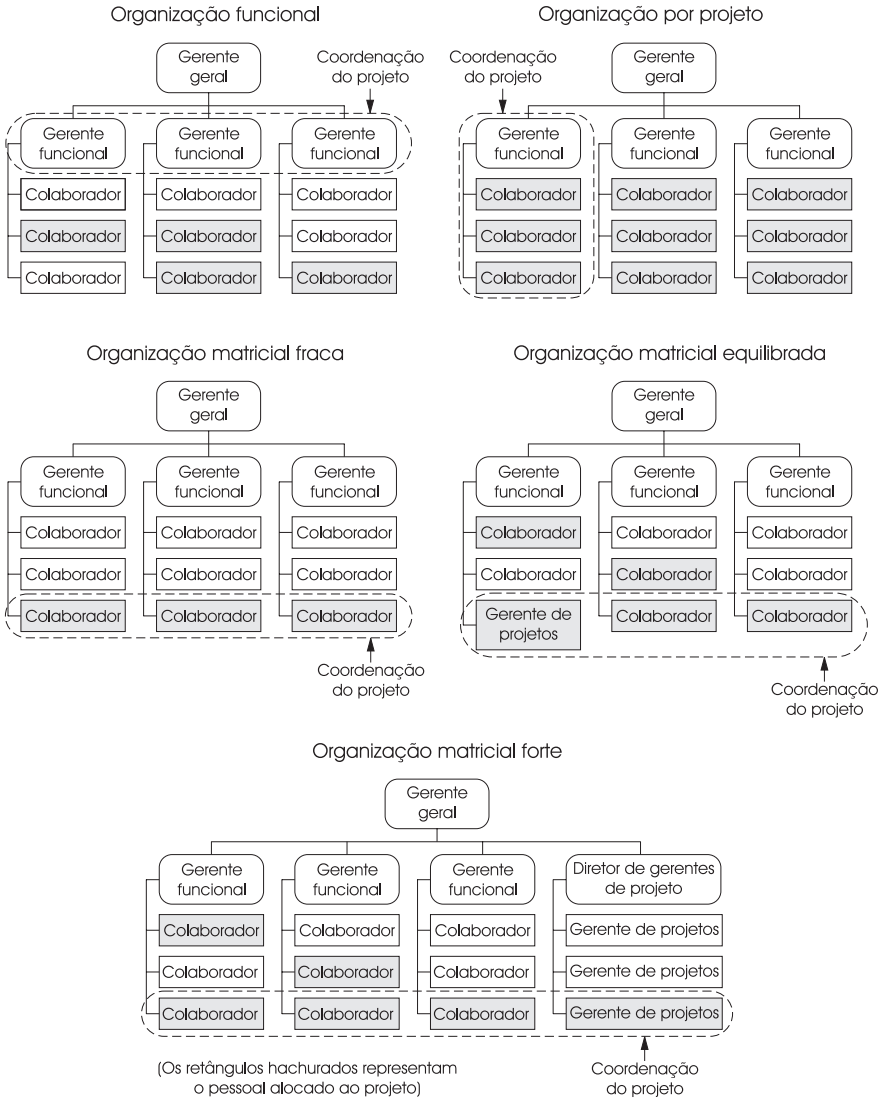 Organização funcional
Gerente
geral
Coordenação
do projeto
Gerente
funcional
Gerente
funcional
Gerente
funcional
Colaborador
Colaborador
Colaborador
Colaborador
Colaborador
Colaborador
Colaborador
Colaborador
Colaborador
Organização por projeto
Coordenação
do projeto
Gerente
geral
Gerente
funcional
Gerente
funcional
Gerente
funcional
Colaborador
Colaborador
Colaborador
Colaborador
Colaborador
Colaborador
Colaborador
Colaborador
Colaborador
Organização matricial fraca
Gerente
geral
Gerente
funcional
Gerente
funcional
Gerente
funcional
Colaborador
Colaborador
Colaborador
Colaborador
Colaborador
Colaborador
Colaborador
Colaborador
Colaborador
Coordenação
do projeto
Organização matricial equilibrada
Gerente
geral
Gerente
funcional
Gerente
funcional
Gerente
funcional
Colaborador
Colaborador
Colaborador
Colaborador
Colaborador
Colaborador
Gerente de
projetos
Colaborador
Colaborador
Coordenação
do projeto
Organização matricial forte
Gerente
geral
Gerente
funcional
Gerente
funcional
Gerente
funcional
Diretor de gerentes
de projeto
Colaborador
Colaborador
Colaborador
Gerente de projetos
Colaborador
Colaborador
Colaborador
Gerente de projetos
Colaborador
Colaborador
Colaborador
Gerente de projetos
(Os retângulos hachurados representam
o pessoal alocado ao projeto)
Coordenação
do projeto